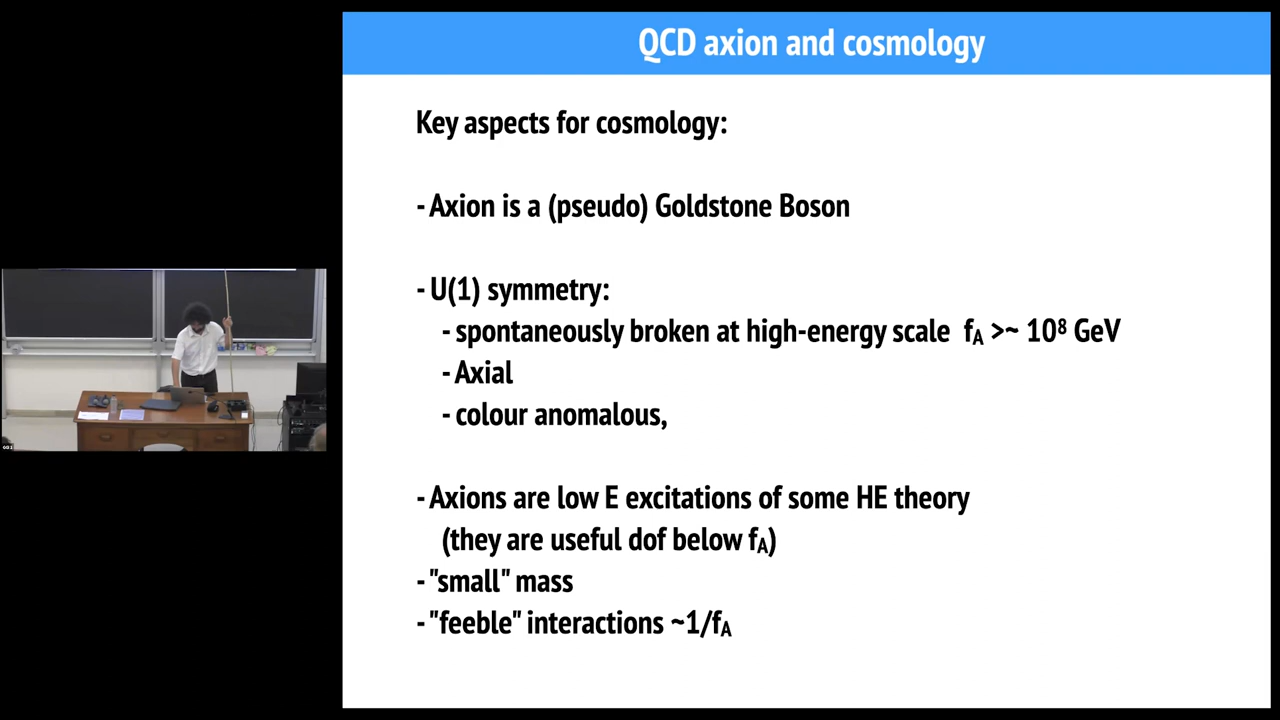 QCD axion and cosmology
Key aspects for cosmology:
- Axion is a (pseudo) Goldstone Boson
- U(1) symmetry:
- spontaneously broken at high-energy scale f_A >~ 10⁸ GeV
- Axial
- colour anomalous,
- Axions are low E excitations of some HE theory
(they are useful dof below f_A)
- "small" mass
- "feeble" interactions ~1/f_A